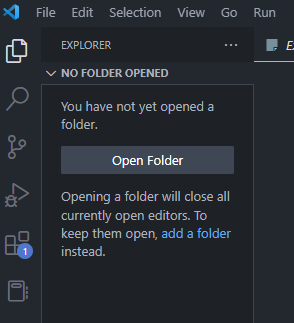 File Edit Selection View Go Run
EXPLORER ...
NO FOLDER OPENED
You have not yet opened a
folder.
Open Folder
Opening a folder will close all
currently open editors. To
keep them open, add a folder
instead.
1